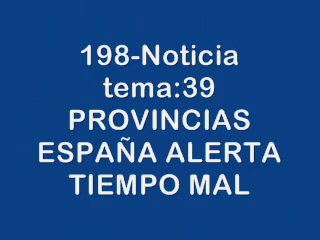 198-Noticia
tema:39
PROVINCIAS
ESPAÑA ALERTA
TIEMPO MAL